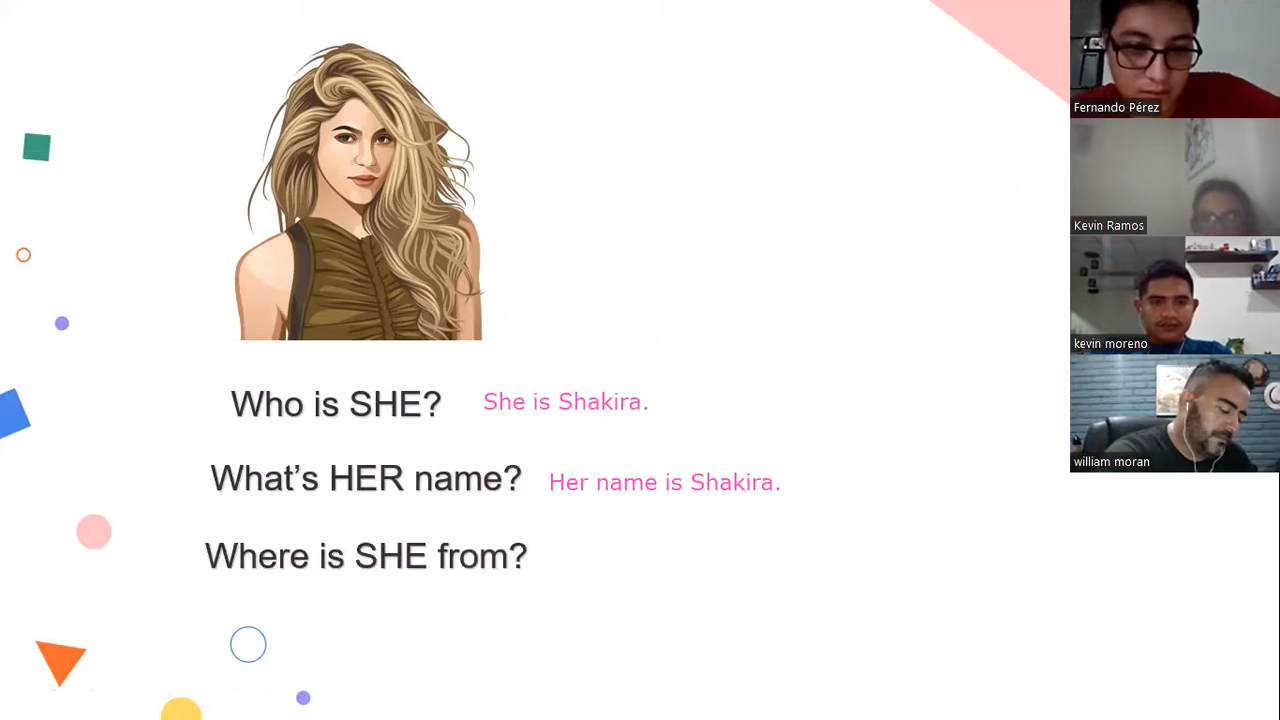 Who is SHE? She is Shakira.
What's HER name? Her name is Shakira.
Where is SHE from?
Fernando Pérez
Kevin Ramos
kevin moreno
william moran